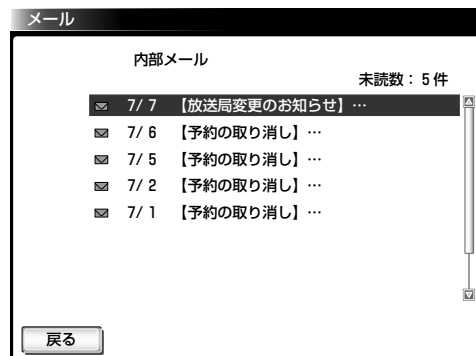 メール
内部メール
未読数：5件
7/ 7 【放送局変更のお知らせ】…
7/ 6 【予約の取り消し】…
7/ 5 【予約の取り消し】…
7/ 2 【予約の取り消し】…
7/ 1 【予約の取り消し】…
戻る